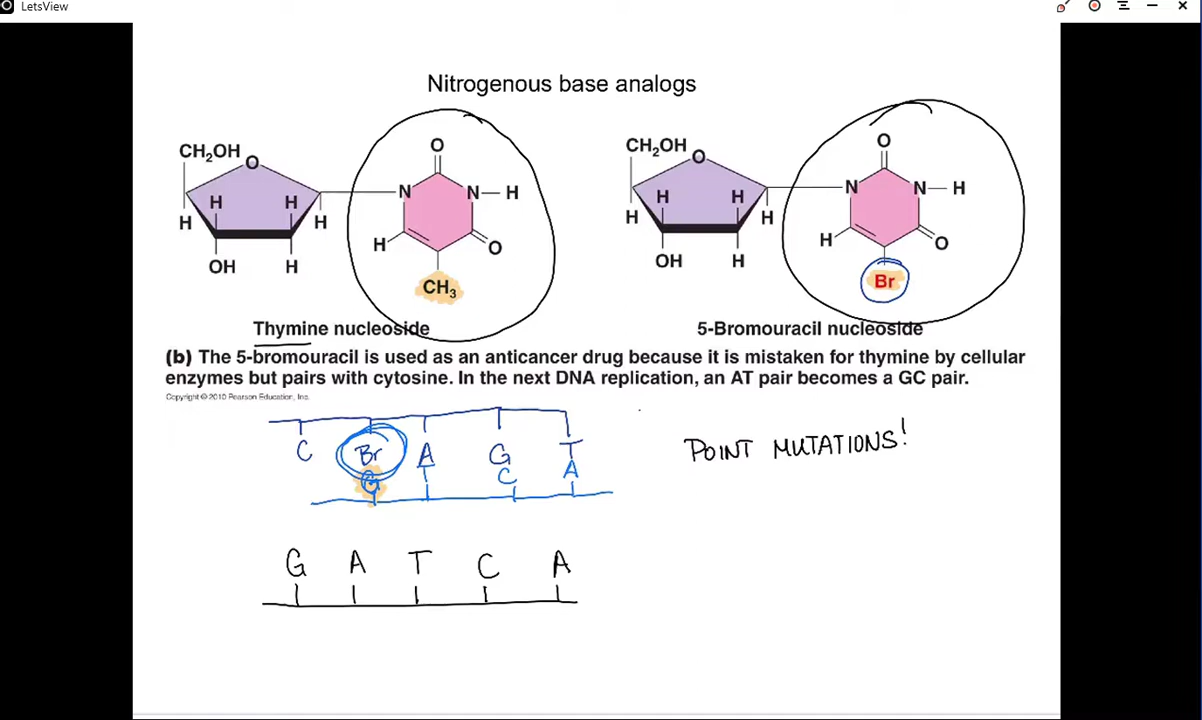 LetsView
Nitrogenous base analogs
CH2OH O H H H H OH H
N O N H O H CH3
CH2OH O H H H H OH H
N O N H O H Br
Thymine nucleoside
5-Bromouracil nucleoside
(b) The 5-bromouracil is used as an anticancer drug because it is mistaken for thymine by cellular
enzymes but pairs with cytosine. In the next DNA replication, an AT pair becomes a GC pair.
Copyright © 2010 Pearson Education, Inc.
C Br A G T
G T C A
POINT MUTATIONS!
G A T C A